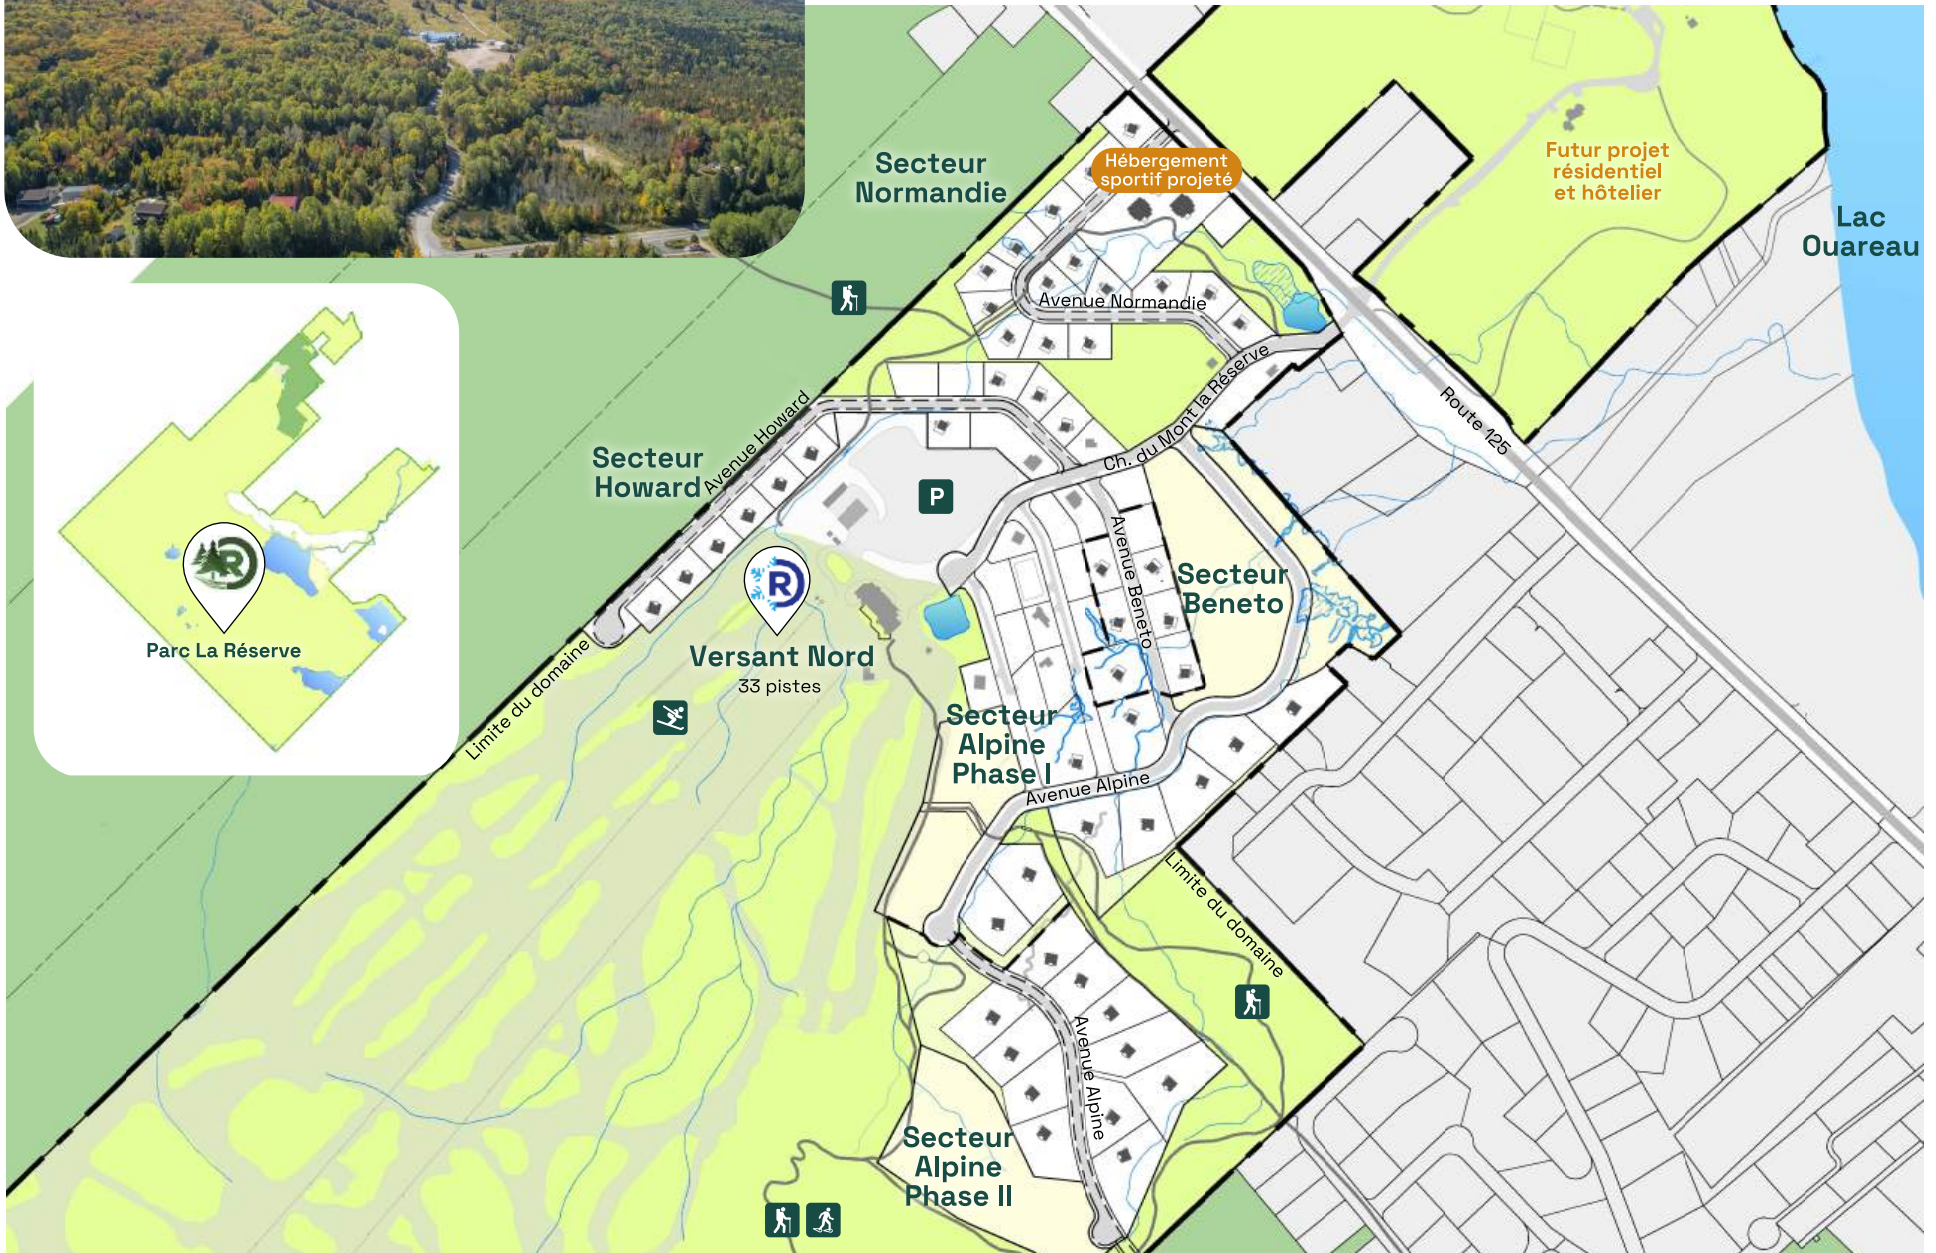 Secteur
Normandie
Hébergement
sportif projeté
Futur projet
résidentiel
et hôtelier
Lac
Ouareau
Avenue Normandie
Ch. du Mont la Réserve
Route 125
Secteur
Howard
Avenue Howard
P
Avenue Beneto
Secteur
Beneto
R
R
Parc La Réserve
Versant Nord
33 pistes
Limite du domaine
Secteur
Alpine
Phase I
Avenue Alpine
Limite du domaine
Avenue Alpine
Secteur
Alpine
Phase II